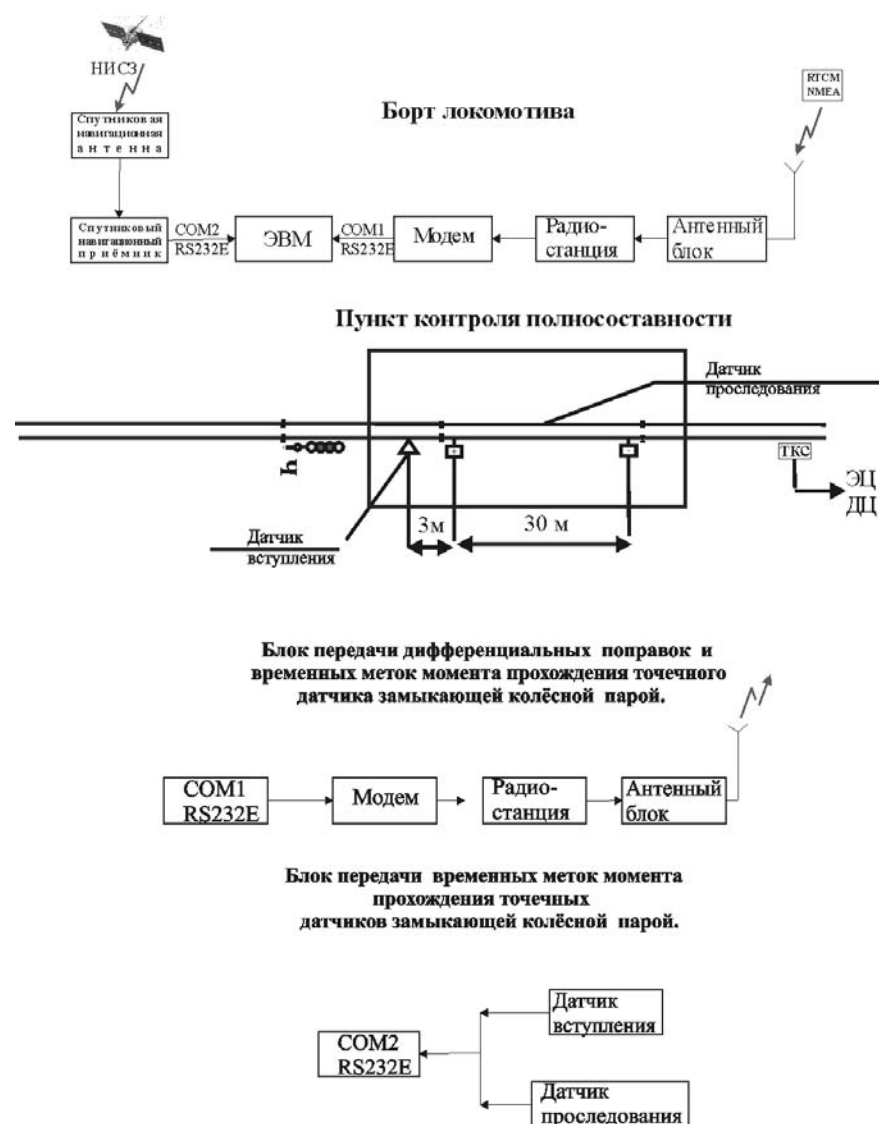 НИСЗ
Спутниковая
навигационная
антенна
Борт локомотива
RTCM
NMEA
Спутниковый
навигационный
приёмник
COM2
RS232E
ЭВМ
COM1
RS232E
Модем
Радио-
станция
Антенный
блок
Пункт контроля полносоставности
Датчик
проследования
h
ТКС
ЭЦ
ДЦ
3м
30 м
Датчик
вступления
Блок передачи дифференциальных поправок и
временных меток момента прохождения точечного
датчика замыкающей колёсной парой.
COM1
RS232E
Модем
Радио-
станция
Антенный
блок
Блок передачи временных меток момента
прохождения точечных
датчиков замыкающей колёсной парой.
Датчик
вступления
COM2
RS232E
Датчик
проследования